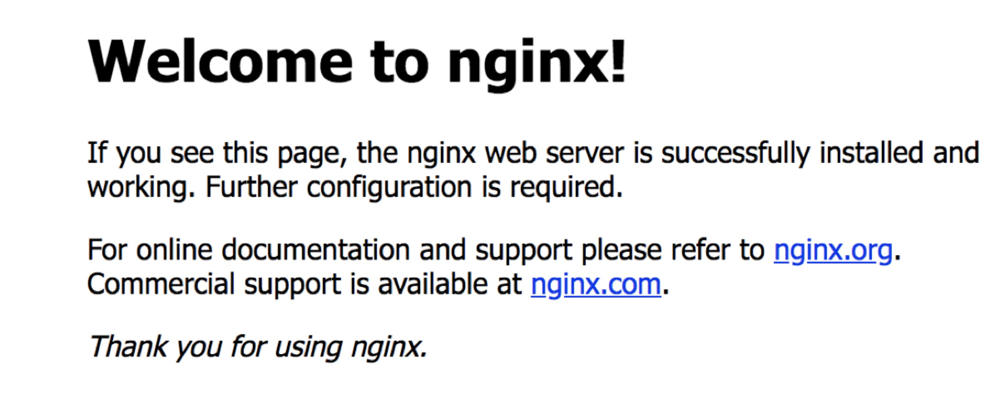 Welcome to nginx!
If you see this page, the nginx web server is successfully installed and
working. Further configuration is required.
For online documentation and support please refer to nginx.org.
Commercial support is available at nginx.com.
Thank you for using nginx.